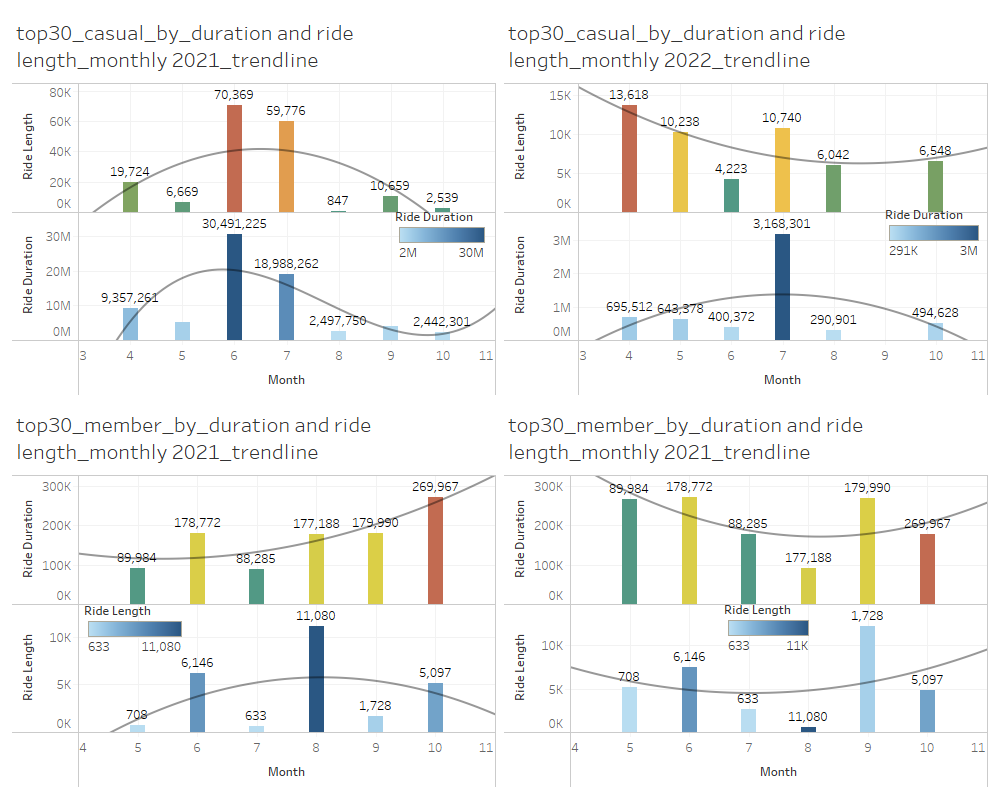 top30_casual_by_duration and ride
length_monthly 2021_trendline
80K
70,369
60K
59,776
Ride Length
40K
19,724
20K
6,669
847
10,659
2,539
0K
Ride Duration
2M 30M
30,491,225
30M
Ride Duration
20M
18,988,262
9,357,261
10M
2,497,750
2,442,301
0M
3 4 5 6 7 8 9 10 11
Month
top30_casual_by_duration and ride
length_monthly 2022_trendline
15K
13,618
10,238
10,740
Ride Length
10K
4,223
6,042
6,548
5K
0K
Ride Duration
291K 3M
3,168,301
3M
Ride Duration
2M
1M
695,512
643,378
400,372
290,901
494,628
0M
3 4 5 6 7 8 9 10 11
Month
top30_member_by_duration and ride
length_monthly 2021_trendline
300K
269,967
Ride Duration
200K
178,772
177,188
179,990
100K
89,984
88,285
0K
Ride Length
633 11,080
11,080
10K
Ride Length
6,146
5K
5,097
708
633
1,728
0K
4 5 6 7 8 9 10 11
Month
top30_member_by_duration and ride
length_monthly 2021_trendline
300K
89,984
178,772
179,990
Ride Duration
200K
88,285
269,967
100K
177,188
0K
Ride Length
633 11K
1,728
10K
Ride Length
708
6,146
5K
633
5,097
11,080
0K
4 5 6 7 8 9 10 11
Month